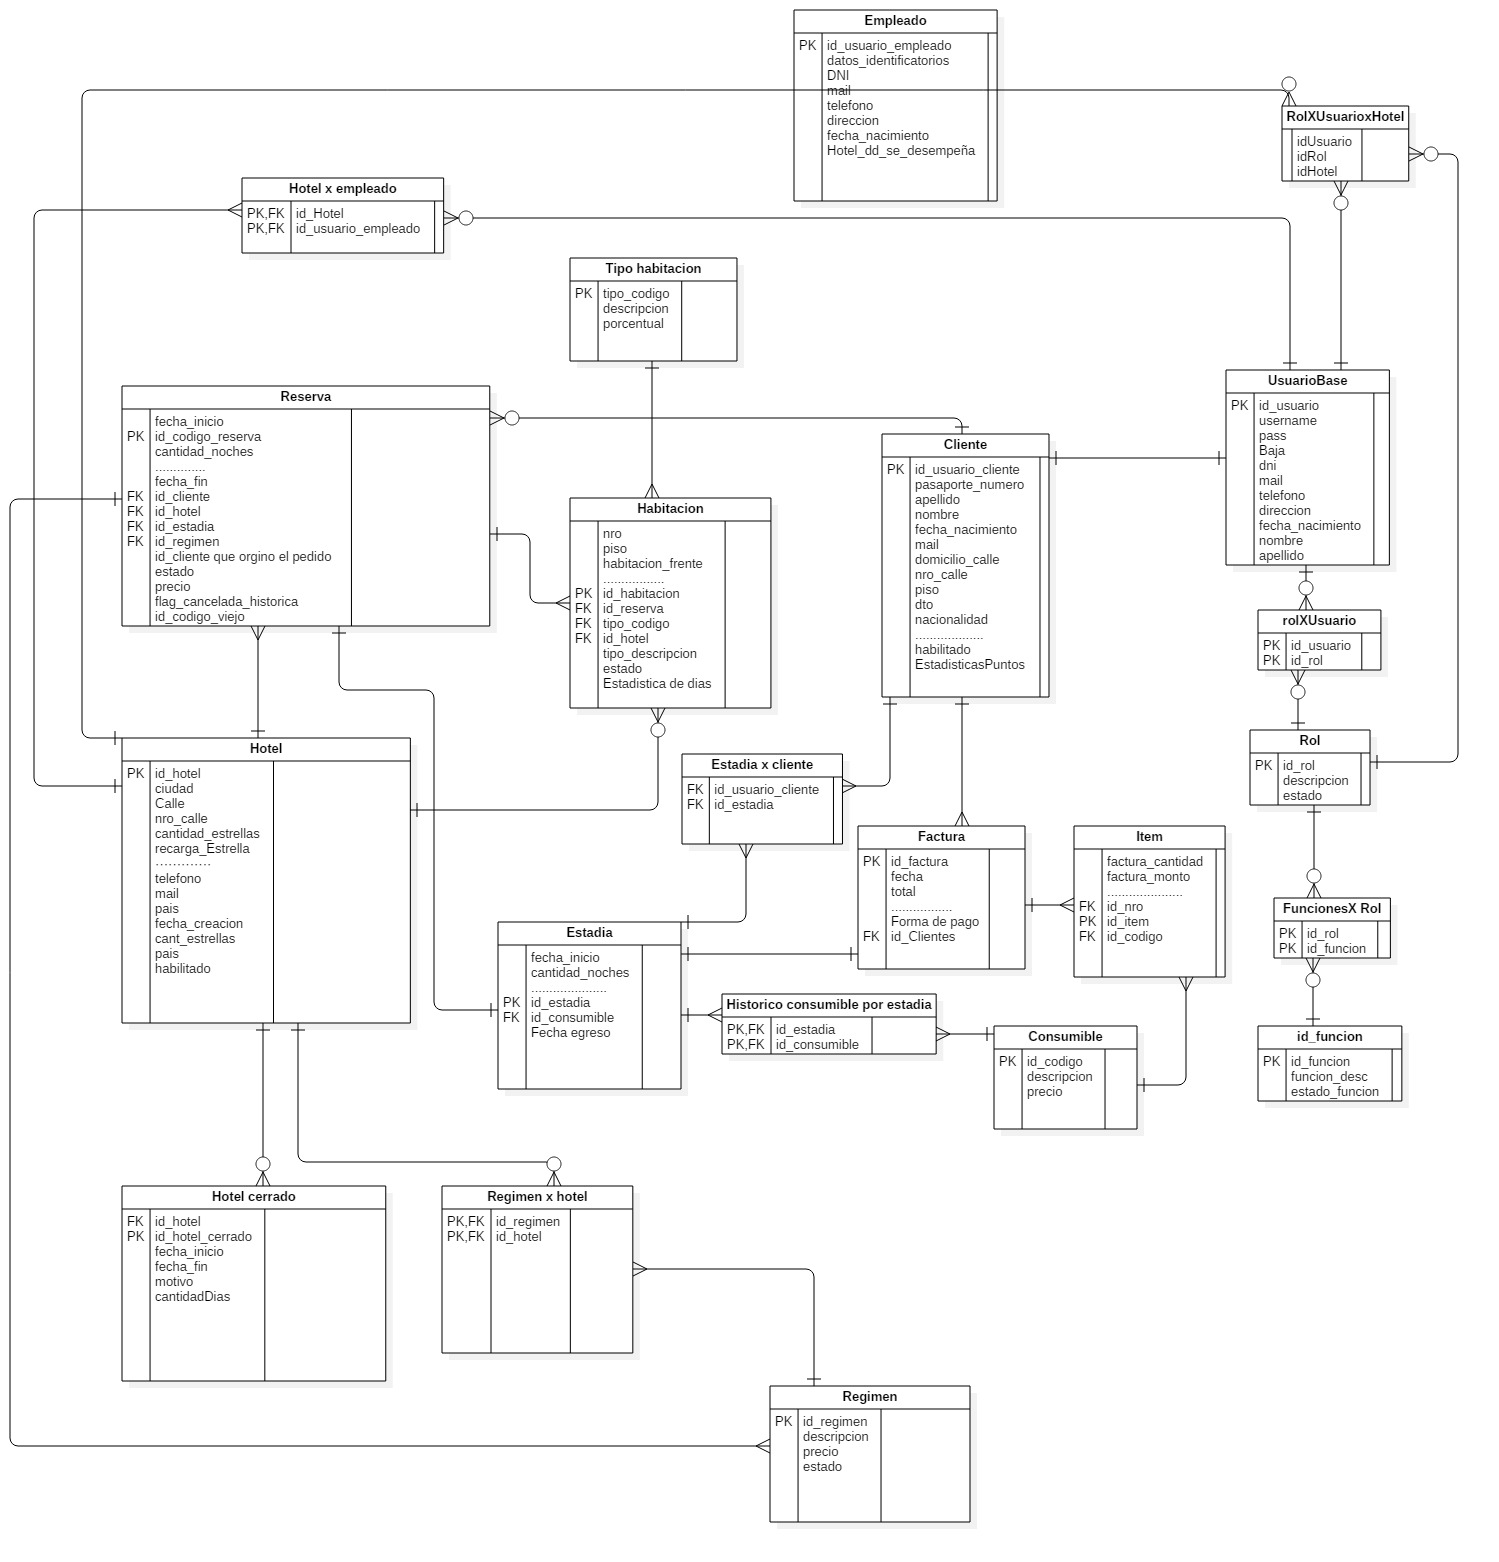 Empleado
PK id_usuario_empleado
datos_identificatorios
DNI
mail
telefono
direccion
fecha_nacimiento
Hotel_dd_se_desempeña
RolXUsuarioxHotel
idUsuario
idRol
idHotel
Hotel x empleado
PK,FK id_Hotel
PK,FK id_usuario_empleado
Tipo habitacion
PK tipo_codigo
descripcion
porcentual
Reserva
fecha_inicio
PK id_codigo_reserva
cantidad_noches
..............
fecha_fin
FK id_cliente
FK id_hotel
FK id_estadia
FK id_regimen
id_cliente que orgino el pedido
estado
precio
flag_cancelada_historica
id_codigo_viejo
Cliente
PK id_usuario_cliente
pasaporte_numero
apellido
nombre
fecha_nacimiento
mail
domicilio_calle
nro_calle
piso
dto
nacionalidad
...................
habilitado
EstadisticasPuntos
UsuarioBase
PK id_usuario
username
pass
Baja
dni
mail
telefono
direccion
fecha_nacimiento
nombre
apellido
Habitacion
nro
piso
habitacion_frente
.................
PK id_habitacion
FK id_reserva
FK tipo_codigo
FK id_hotel
tipo_descripcion
estado
Estadistica de dias
rolXUsuario
PK id_usuario
PK id_rol
Hotel
PK id_hotel
ciudad
Calle
nro_calle
cantidad_estrellas
recarga_Estrella
.............
telefono
mail
pais
fecha_creacion
cant_estrellas
pais
habilitado
Estadia x cliente
FK id_usuario_cliente
FK id_estadia
Rol
PK id_rol
descripcion
estado
Factura
PK id_factura
fecha
total
.................
Forma de pago
FK id_Clientes
Item
factura_cantidad
factura_monto
.....................
FK id_nro
PK id_item
FK id_codigo
FuncionesX Rol
PK id_rol
PK id_funcion
Estadia
fecha_inicio
cantidad_noches
.....................
PK id_estadia
FK id_consumible
Fecha egreso
Historico consumible por estadia
PK,FK id_estadia
PK,FK id_consumible
Consumible
PK id_codigo
descripcion
precio
id_funcion
PK id_funcion
funcion_desc
estado_funcion
Hotel cerrado
FK id_hotel
PK id_hotel_cerrado
fecha_inicio
fecha_fin
motivo
cantidadDias
Regimen x hotel
PK,FK id_regimen
PK,FK id_hotel
Regimen
PK id_regimen
descripcion
precio
estado